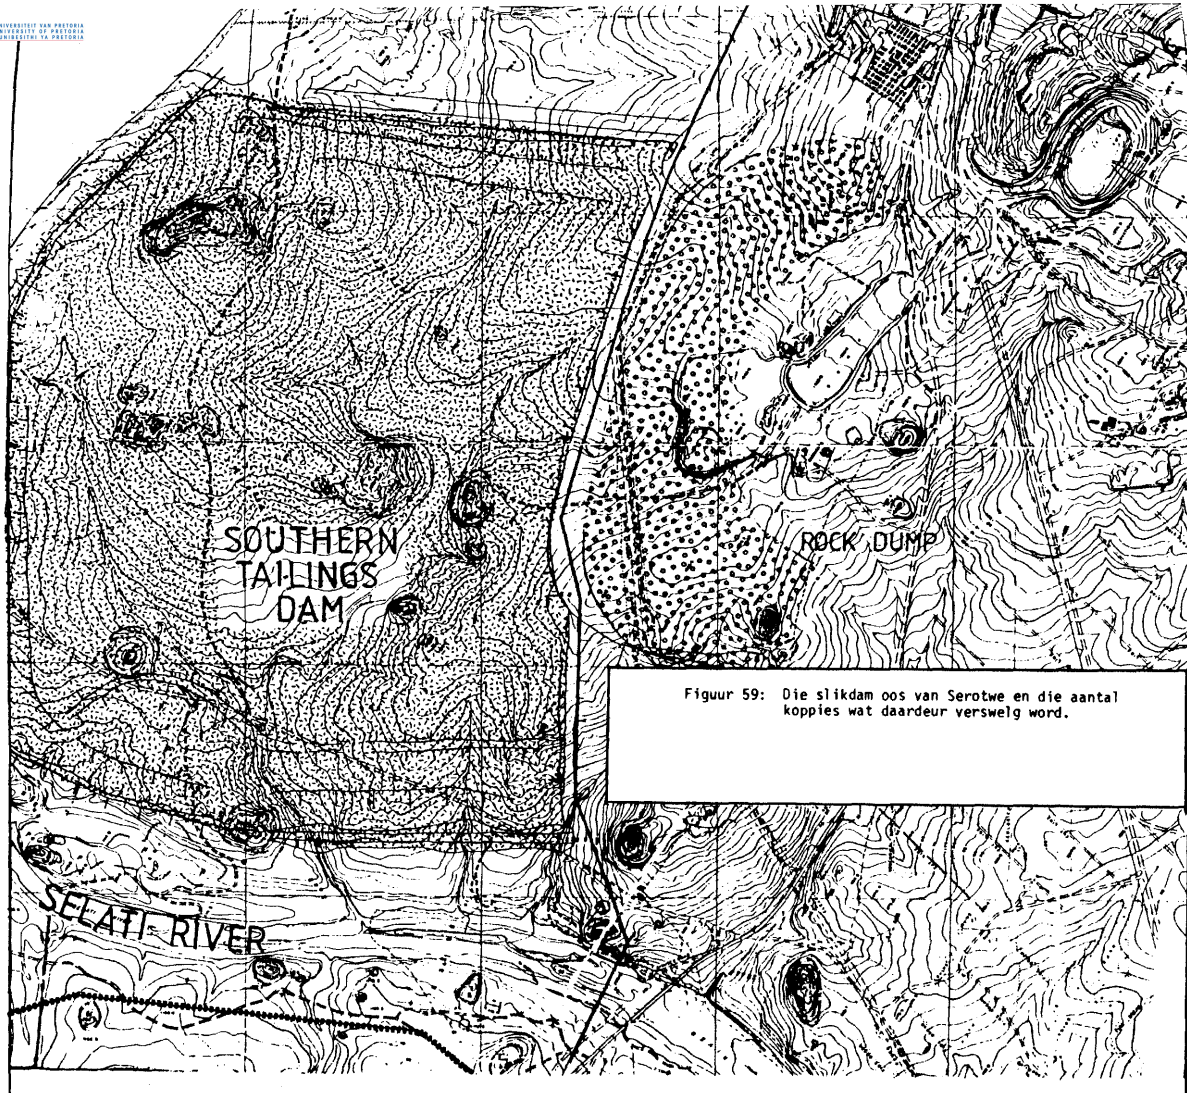 UNIVERSITEIT VAN PRETORIA
UNIVERSITY OF PRETORIA
YUNIBESITHI YA PRETORIA
SOUTHERN
TAILINGS
DAM
ROCK DUMP
Figuur 59: Die slikdam oos van Serotwe en die aantal
koppies wat daardeur verswelg word.
SELATI RIVER